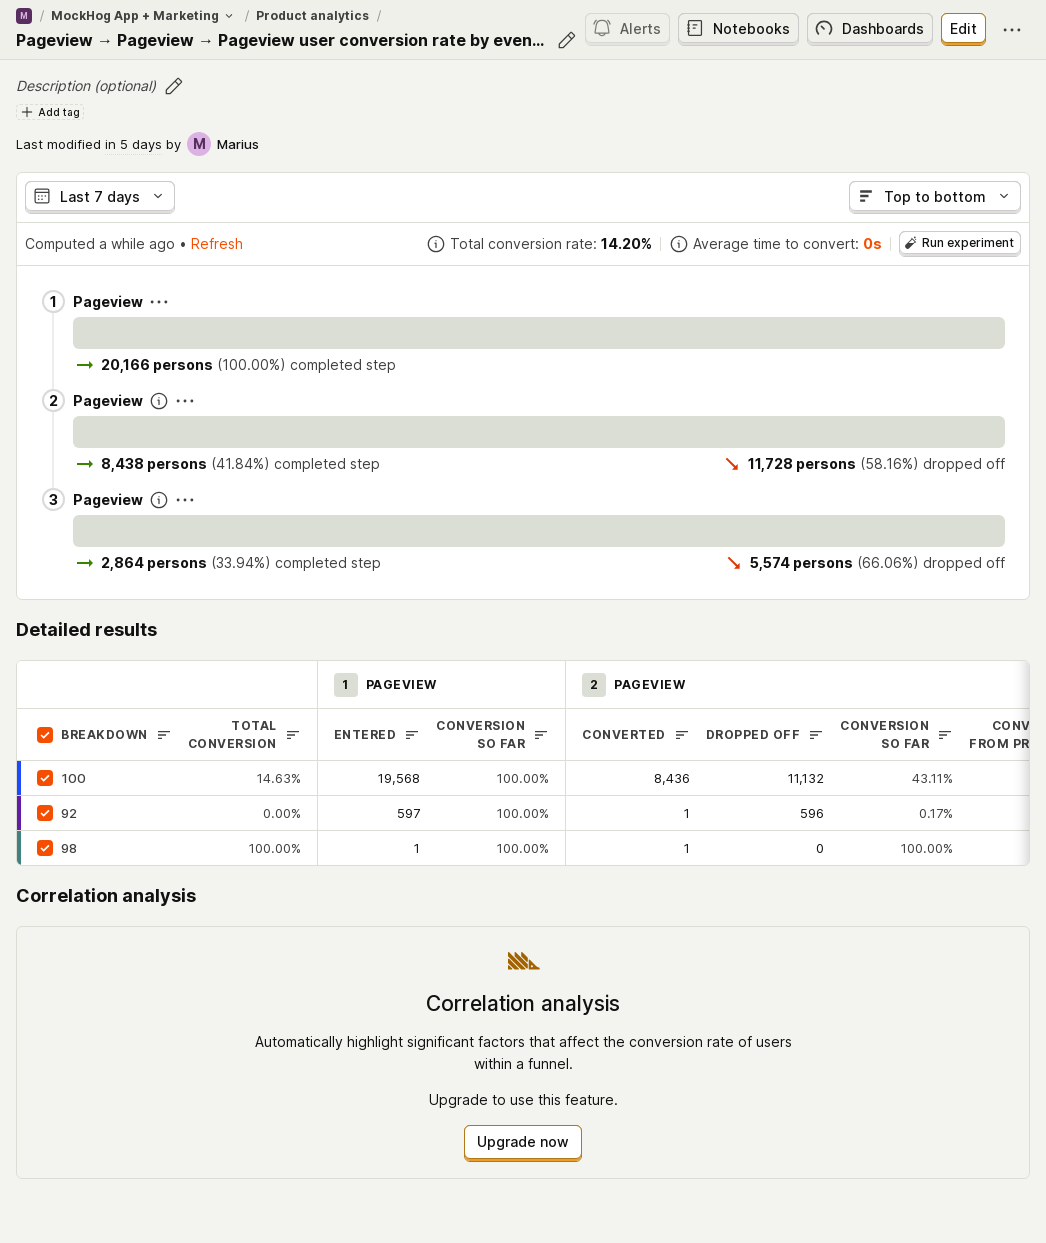 M / MockHog App + Marketing / Product analytics /
Pageview → Pageview → Pageview user conversion rate by even...
Alerts
Notebooks
Dashboards
Edit
Description (optional)
Add tag
Last modified in 5 days by M Marius
Last 7 days
Top to bottom
Computed a while ago • Refresh
Total conversion rate: 14.20%
Average time to convert: 0s
Run experiment
1 Pageview
20,166 persons (100.00%) completed step
2 Pageview
8,438 persons (41.84%) completed step
11,728 persons (58.16%) dropped off
3 Pageview
2,864 persons (33.94%) completed step
5,574 persons (66.06%) dropped off
Detailed results
1 PAGEVIEW
2 PAGEVIEW
BREAKDOWN
TOTAL
CONVERSION
ENTERED
CONVERSION
SO FAR
CONVERTED
DROPPED OFF
CONVERSION
SO FAR
CONV
FROM PR
100 14.63% 19,568 100.00% 8,436 11,132 43.11%
92 0.00% 597 100.00% 1 596 0.17%
98 100.00% 1 100.00% 1 0 100.00%
Correlation analysis
Correlation analysis
Automatically highlight significant factors that affect the conversion rate of users
within a funnel.
Upgrade to use this feature.
Upgrade now